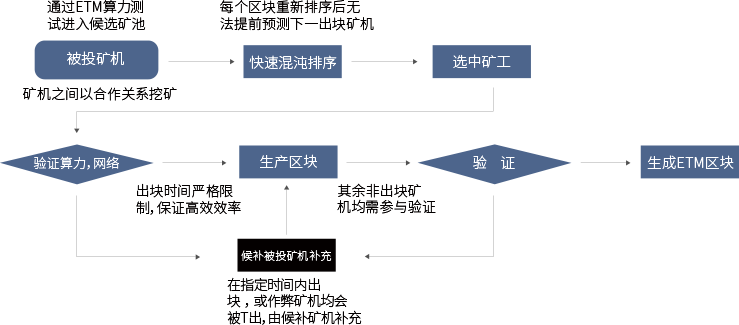 通过ETM算力测
试进入候选矿池
每个区块重新排序后无
法提前预测下一出块矿机
被投矿机
快速混沌排序
选中矿工
矿机之间以合作关系挖矿
验证算力,网络
生产区块
验 证
生成ETM区块
出块时间严格限
制,保证高效效率
其余非出块矿
机均需参与验证
候补被投矿机补充
在指定时间内出
块,或作弊矿机均会
被T出,由候补矿机补充